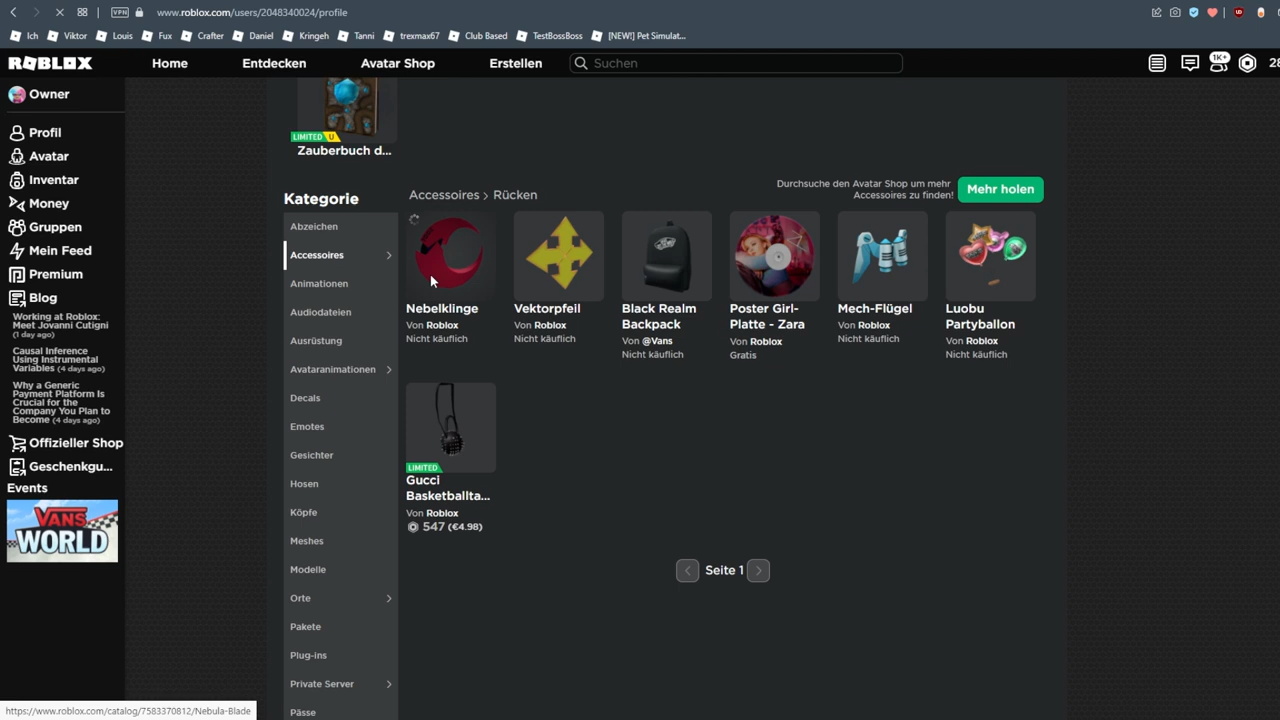 VPN www.roblox.com/users/2048340024/profile
Ich Viktor Louis Fux Crafter Daniel Kringeh Tanni trexmax67 Club Based TestBossBoss [NEW!] Pet Simulat...
ROBLOX Home Entdecken Avatar Shop Erstellen Suchen 1K+ 28
Owner
Profil
Avatar
Inventar
Money
Gruppen
Mein Feed
Premium
Blog
Working at Roblox:
Meet Jovanni Cutigni
(1 day ago)
Causal Inference
Using Instrumental
Variables (4 days ago)
Why a Generic
Payment Platform Is
Crucial for the
Company You Plan to
Become (4 days ago)
Offizieller Shop
Geschenkgu...
Events
VANS
WORLD
LIMITED U
Zauberbuch d...
Kategorie
Abzeichen
Accessoires
Animationen
Audiodateien
Ausrüstung
Avataranimationen
Decals
Emotes
Gesichter
Hosen
Köpfe
Meshes
Modelle
Orte
Pakete
Plug-ins
Private Server
Pässe
Accessoires > Rücken
Durchsuche den Avatar Shop um mehr
Accessoires zu finden!
Mehr holen
Nebelklinge
Von Roblox
Nicht käuflich
Vektorpfeil
Von Roblox
Nicht käuflich
Black Realm
Backpack
Von @Vans
Nicht käuflich
Poster Girl-
Platte - Zara
Von Roblox
Gratis
Mech-Flügel
Von Roblox
Nicht käuflich
Luobu
Partyballon
Von Roblox
Nicht käuflich
LIMITED
Gucci
Basketballta...
Von Roblox
547 (€4.98)
Seite 1
https://www.roblox.com/catalog/7583370812/Nebula-Blade